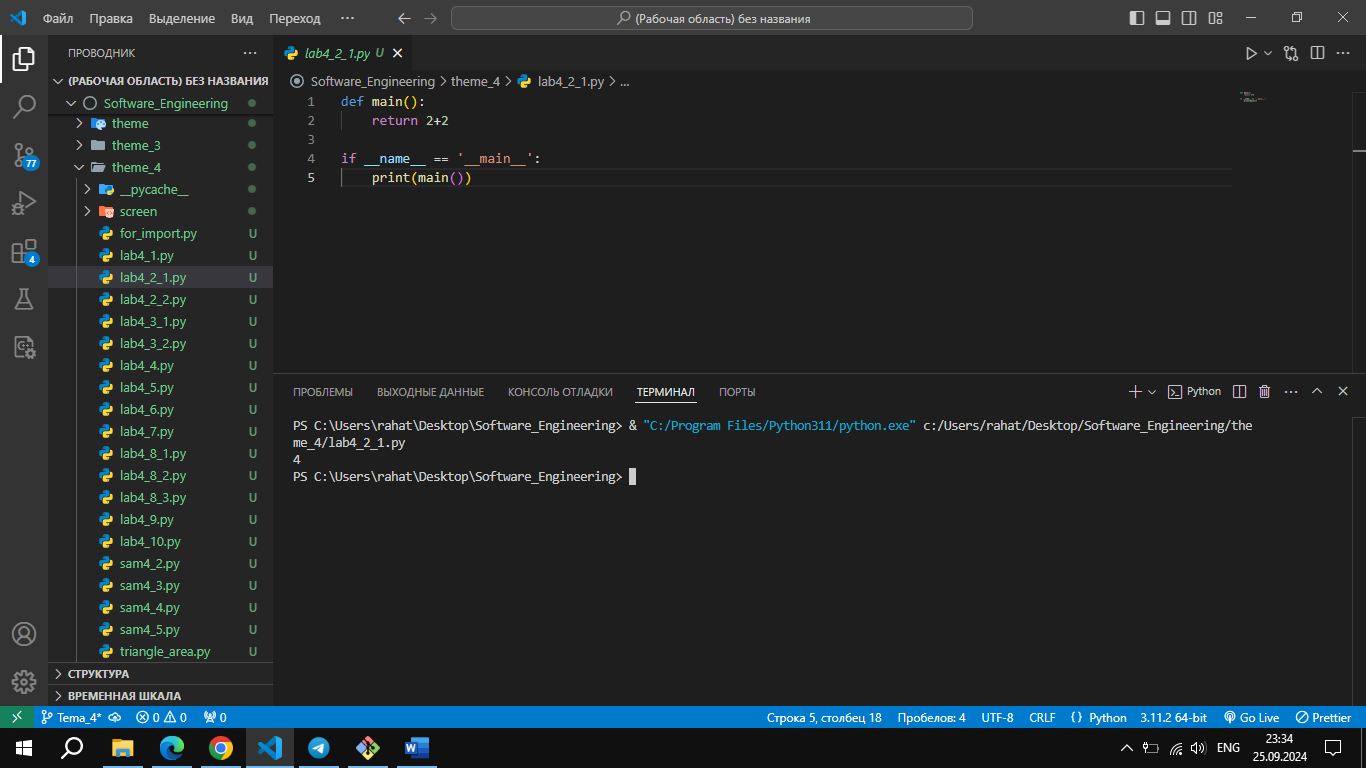 Файл Правка Выделение Вид Переход ··· (Рабочая область) без названия
ПРОВОДНИК ···
(РАБОЧАЯ ОБЛАСТЬ) БЕЗ НАЗВАНИЯ
Software_Engineering
theme
theme_3
theme_4
__pycache__
screen
for_import.py U
lab4_1.py U
lab4_2_1.py U
lab4_2_2.py U
lab4_3_1.py U
lab4_3_2.py U
lab4_4.py U
lab4_5.py U
lab4_6.py U
lab4_7.py U
lab4_8_1.py U
lab4_8_2.py U
lab4_8_3.py U
lab4_9.py U
lab4_10.py U
sam4_2.py U
sam4_3.py U
sam4_4.py U
sam4_5.py U
triangle_area.py U
СТРУКТУРА
ВРЕМЕННАЯ ШКАЛА
77
4
lab4_2_1.py U
Software_Engineering > theme_4 > lab4_2_1.py > ...
1 def main():
2 return 2+2
3
4 if __name__ == '__main__':
5 print(main())
ПРОБЛЕМЫ ВЫХОДНЫЕ ДАННЫЕ КОНСОЛЬ ОТЛАДКИ ТЕРМИНАЛ ПОРТЫ Python
PS C:\Users\rahat\Desktop\Software_Engineering> & "C:/Program Files/Python311/python.exe" c:/Users/rahat/Desktop/Software_Engineering/the
me_4/lab4_2_1.py
4
PS C:\Users\rahat\Desktop\Software_Engineering>
Tema_4* 0 0 0 Строка 5, столбец 18 Пробелов: 4 UTF-8 CRLF {} Python 3.11.2 64-bit Go Live Prettier
ENG 23:34
25.09.2024